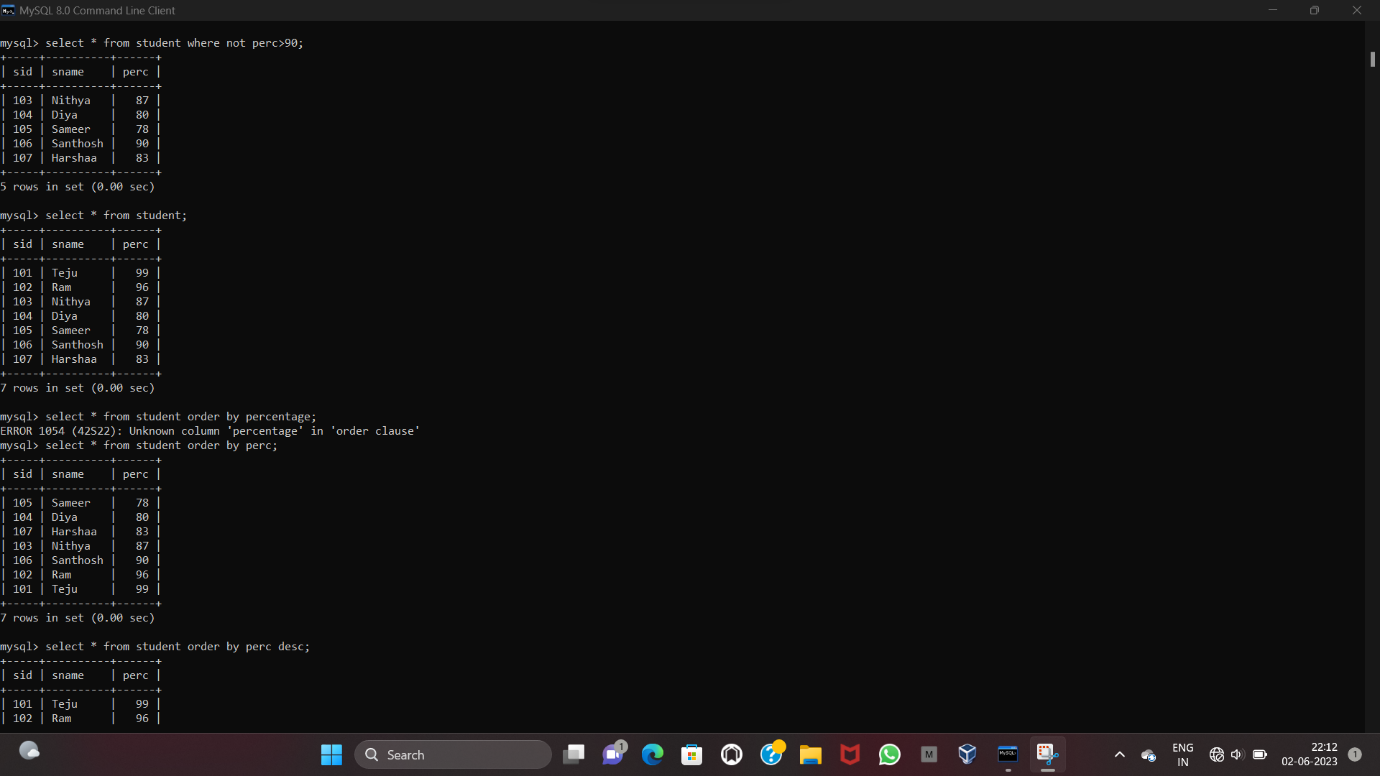 MySQL 8.0 Command Line Client
mysql> select * from student where not perc>90;
+-----+----------+------+
| sid | sname    | perc |
+-----+----------+------+
| 103 | Nithya   |   87 |
| 104 | Diya     |   80 |
| 105 | Sameer   |   78 |
| 106 | Santhosh |   90 |
| 107 | Harshaa  |   83 |
+-----+----------+------+
5 rows in set (0.00 sec)
mysql> select * from student;
+-----+----------+------+
| sid | sname    | perc |
+-----+----------+------+
| 101 | Teju     |   99 |
| 102 | Ram      |   96 |
| 103 | Nithya   |   87 |
| 104 | Diya     |   80 |
| 105 | Sameer   |   78 |
| 106 | Santhosh |   90 |
| 107 | Harshaa  |   83 |
+-----+----------+------+
7 rows in set (0.00 sec)
mysql> select * from student order by percentage;
ERROR 1054 (42S22): Unknown column 'percentage' in 'order clause'
mysql> select * from student order by perc;
+-----+----------+------+
| sid | sname    | perc |
+-----+----------+------+
| 105 | Sameer   |   78 |
| 104 | Diya     |   80 |
| 107 | Harshaa  |   83 |
| 103 | Nithya   |   87 |
| 106 | Santhosh |   90 |
| 102 | Ram      |   96 |
| 101 | Teju     |   99 |
+-----+----------+------+
7 rows in set (0.00 sec)
mysql> select * from student order by perc desc;
+-----+----------+------+
| sid | sname    | perc |
+-----+----------+------+
| 101 | Teju     |   99 |
| 102 | Ram      |   96 |
Search
1
M
ENG
IN
22:12
02-06-2023
1